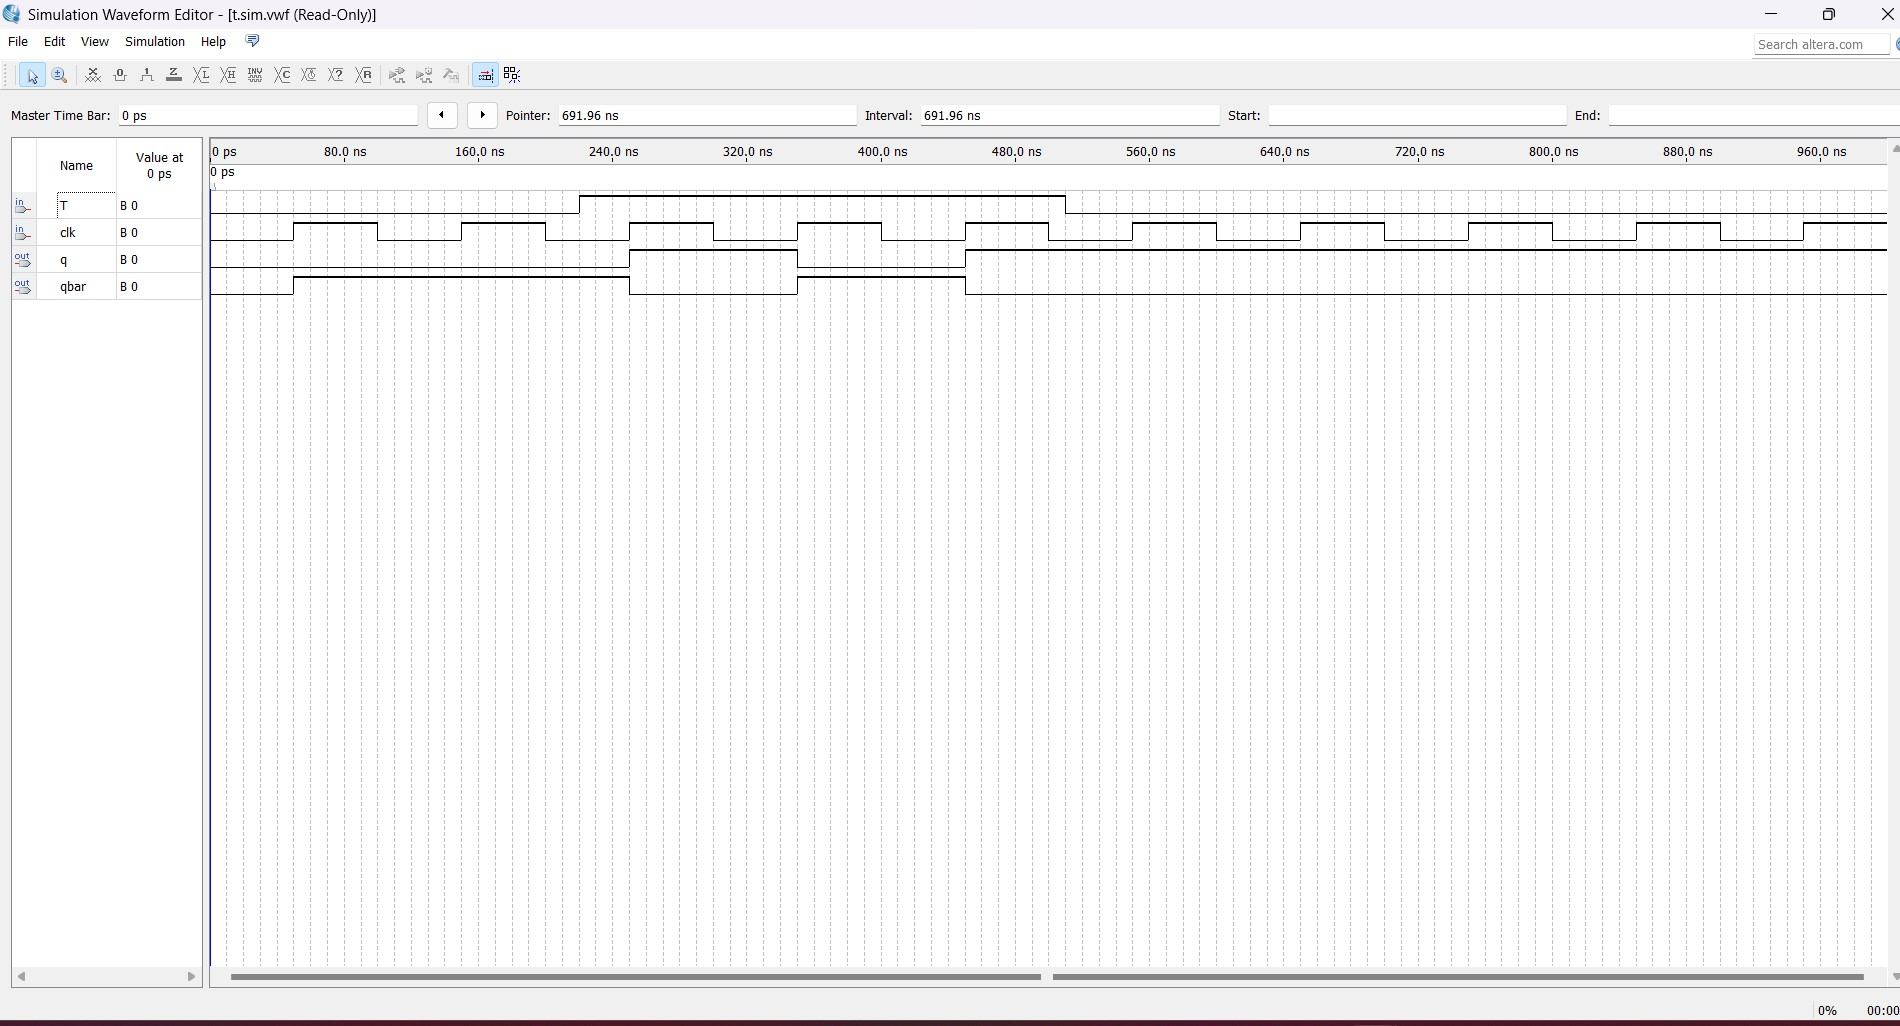 Simulation Waveform Editor - [t.sim.vwf (Read-Only)]
File Edit View Simulation Help
Search altera.com
Master Time Bar: 0 ps Pointer: 691.96 ns Interval: 691.96 ns Start: End:
Name Value at 0 ps
0 ps 80.0 ns 160.0 ns 240.0 ns 320.0 ns 400.0 ns 480.0 ns 560.0 ns 640.0 ns 720.0 ns 800.0 ns 880.0 ns 960.0 ns
0 ps
in T B 0
in clk B 0
out q B 0
out qbar B 0
0% 00:00